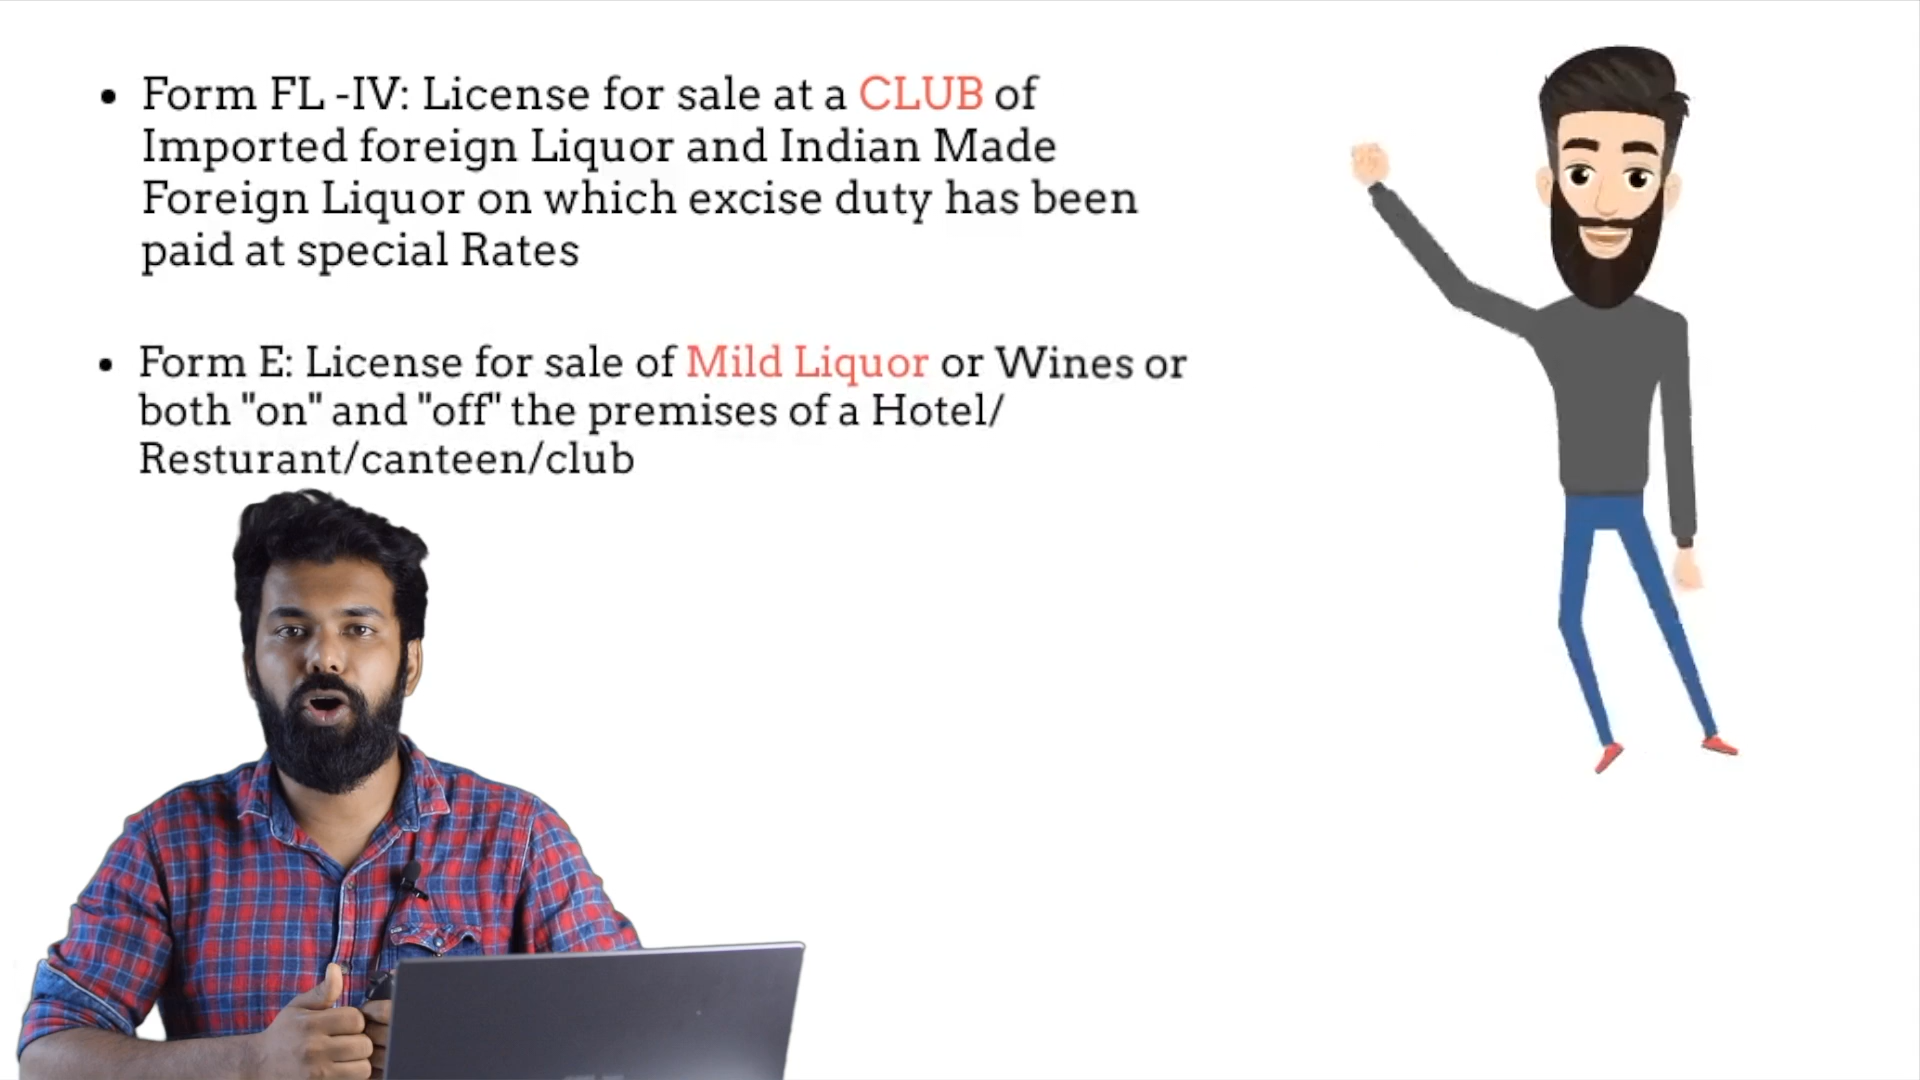 Form FL -IV: License for sale at a CLUB of
Imported foreign Liquor and Indian Made
Foreign Liquor on which excise duty has been
paid at special Rates
Form E: License for sale of Mild Liquor or Wines or
both "on" and "off" the premises of a Hotel/
Resturant/canteen/club